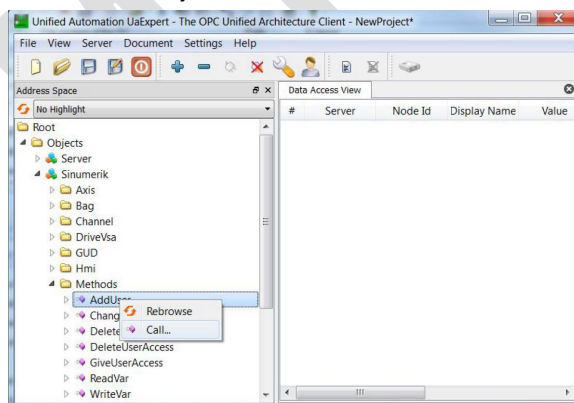 Unified Automation UaExpert - The OPC Unified Architecture Client - NewProject*
File View Server Document Settings Help
Address Space
Data Access View
No Highlight
# Server Node Id Display Name Value
Root
Objects
Server
Sinumerik
Axis
Bag
Channel
DriveVsa
GUD
Hmi
Methods
AddUser
Rebrowse
Chang
Call...
Delete
DeleteUserAccess
GiveUserAccess
ReadVar
WriteVar